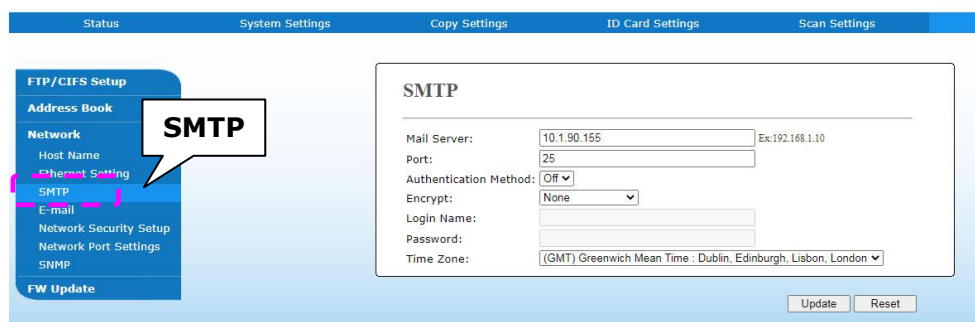 Status System Settings Copy Settings ID Card Settings Scan Settings
FTP/CIFS Setup
Address Book
Network
Host Name
Ethernet Setting
SMTP
E-mail
Network Security Setup
Network Port Settings
SNMP
FW Update
SMTP
SMTP
Mail Server: 10.1.90.155 Ex:192.168.1.10
Port: 25
Authentication Method: Off
Encrypt: None
Login Name:
Password:
Time Zone: (GMT) Greenwich Mean Time : Dublin, Edinburgh, Lisbon, London
Update Reset